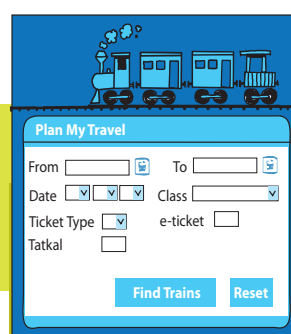 Plan My Travel
From To
Date Class
Ticket Type e-ticket
Tatkal
Find Trains Reset